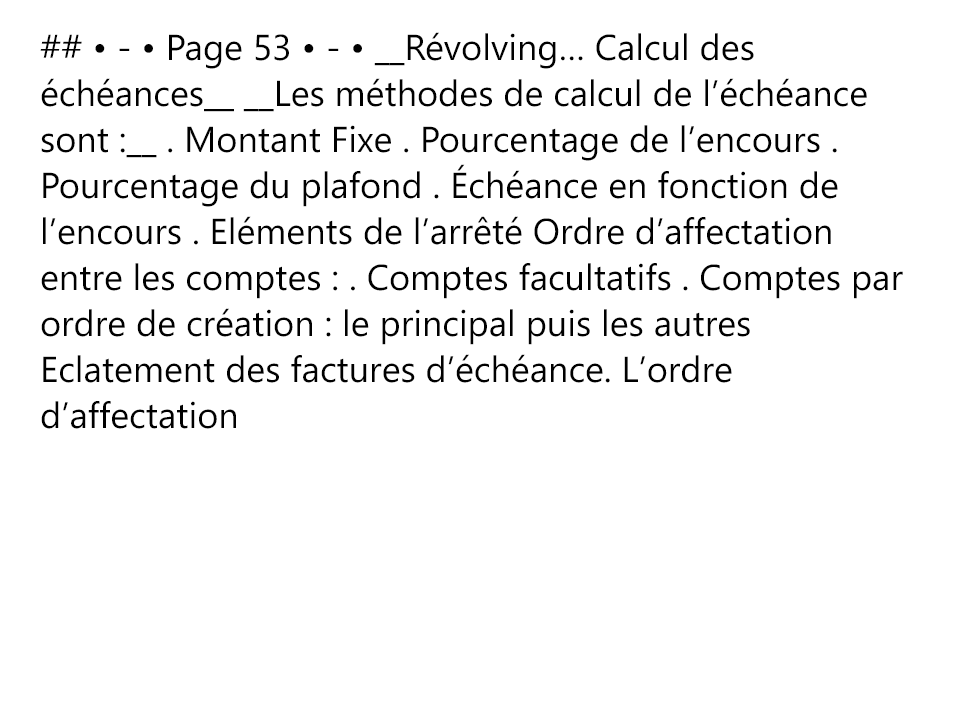 ## • - • Page 53 • - • __Révolving… Calcul des
échéances__ __Les méthodes de calcul de l’échéance
sont :__ . Montant Fixe . Pourcentage de l’encours .
Pourcentage du plafond . Échéance en fonction de
l’encours . Eléments de l’arrêté Ordre d’affectation
entre les comptes : . Comptes facultatifs . Comptes par
ordre de création : le principal puis les autres
Eclatement des factures d’échéance. L’ordre
d’affectation